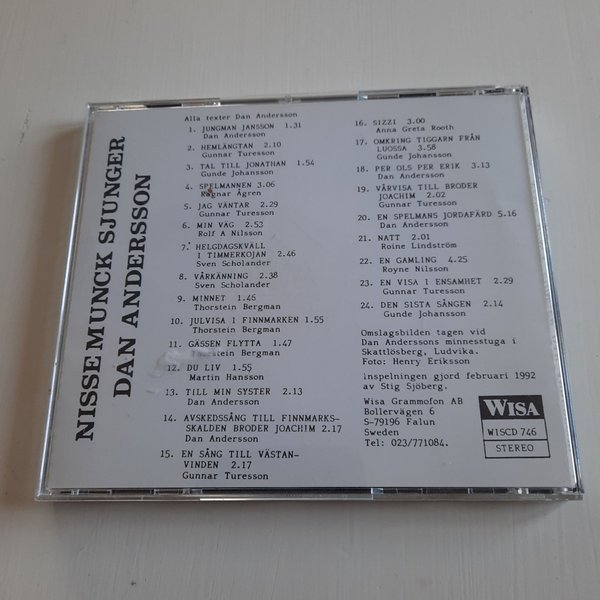 NISSE MUNCK SJUNGER
DAN ANDERSSON
Alla texter Dan Andersson
1. JUNGMAN JANSSON 1.31
Dan Andersson
2. HEMLÄNGTAN 2.10
Gunnar Turesson
3. TAL TILL JONATHAN 1.54
Gunde Johansson
4. SPELMANNEN 3.06
Ragnar Ågren
5. JAG VÄNTAR 2.29
Gunnar Turesson
6. MIN VÄG 2.53
Rolf A Nilsson
7. HELGDAGSKVÄLL
I TIMMERKOJAN 2.46
Sven Scholander
8. VÅRKÄNNING 2.38
Sven Scholander
9. MINNET 1.46
Thorstein Bergman
10. JULVISA I FINNMARKEN 1.55
Thorstein Bergman
11. GÄSSEN FLYTTA 1.47
Thorstein Bergman
12. DU LIV 1.55
Martin Hansson
13. TILL MIN SYSTER 2.13
Dan Andersson
14. AVSKEDSSÅNG TILL FINNMARKS-
SKALDEN BRODER JOACHIM 2.17
Dan Andersson
15. EN SÅNG TILL VÄSTAN-
VINDEN 2.17
Gunnar Turesson
16. SIZZI 3.00
Anna Greta Rooth
17. OMKRING TIGGARN FRÅN
LUOSSA 3.58
Gunde Johansson
18. PER OLS PER ERIK 3.13
Dan Andersson
19. VÅRVISA TILL BRODER
JOACHIM 2.02
Gunnar Turesson
20. EN SPELMANS JORDAFÄRD 5.16
Dan Andersson
21. NATT 2.01
Roine Lindström
22. EN GAMLING 4.25
Royne Nilsson
23. EN VISA I ENSAMHET 2.29
Gunnar Turesson
24. DEN SISTA SÅNGEN 2.14
Gunde Johansson
Omslagsbilden tagen vid
Dan Anderssons minnesstuga i
Skattlösberg, Ludvika.
Foto: Henry Eriksson
inspelningen gjord februari 1992
av Stig Sjöberg.
Wisa Grammofon AB
Bollervägen 6
S-79196 Falun
Sweden
Tel: 023/771084.
WISA
WISCD 746
STEREO